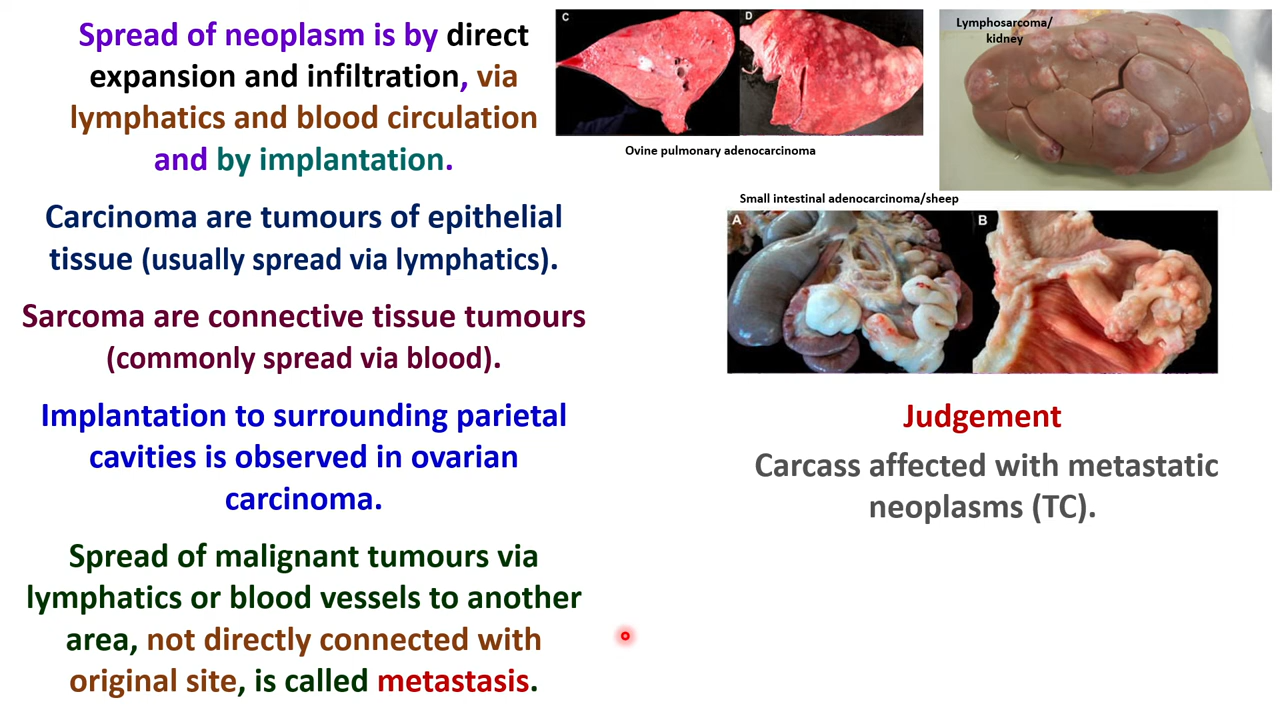 Spread of neoplasm is by direct
expansion and infiltration, via
lymphatics and blood circulation
and by implantation.
Carcinoma are tumours of epithelial
tissue (usually spread via lymphatics).
Sarcoma are connective tissue tumours
(commonly spread via blood).
Implantation to surrounding parietal
cavities is observed in ovarian
carcinoma.
Spread of malignant tumours via
lymphatics or blood vessels to another
area, not directly connected with
original site, is called metastasis.
C
D
Ovine pulmonary adenocarcinoma
Lymphosarcoma/
kidney
Small intestinal adenocarcinoma/sheep
A
B
Judgement
Carcass affected with metastatic
neoplasms (TC).